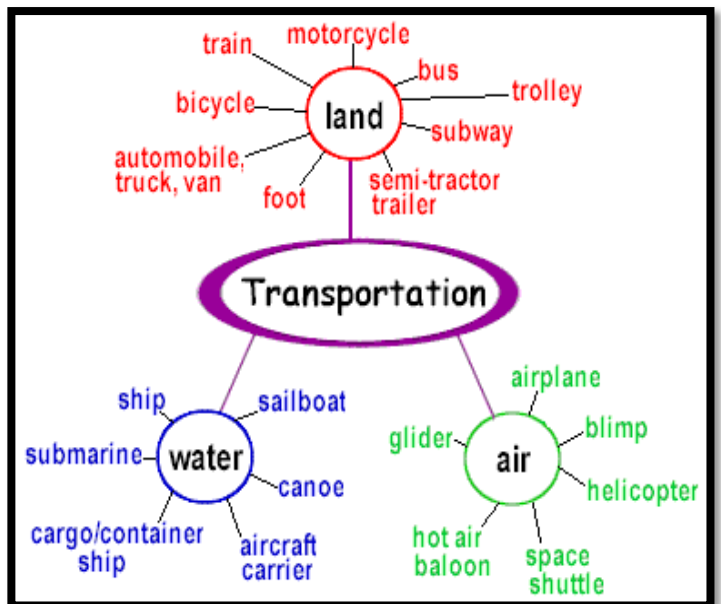 motorcycle
train
bus
trolley
bicycle
land
subway
automobile,
truck, van
foot
semi-tractor
trailer
Transportation
ship
sailboat
submarine
water
canoe
cargo/container
ship
aircraft
carrier
airplane
glider
blimp
air
helicopter
hot air
baloon
space
shuttle